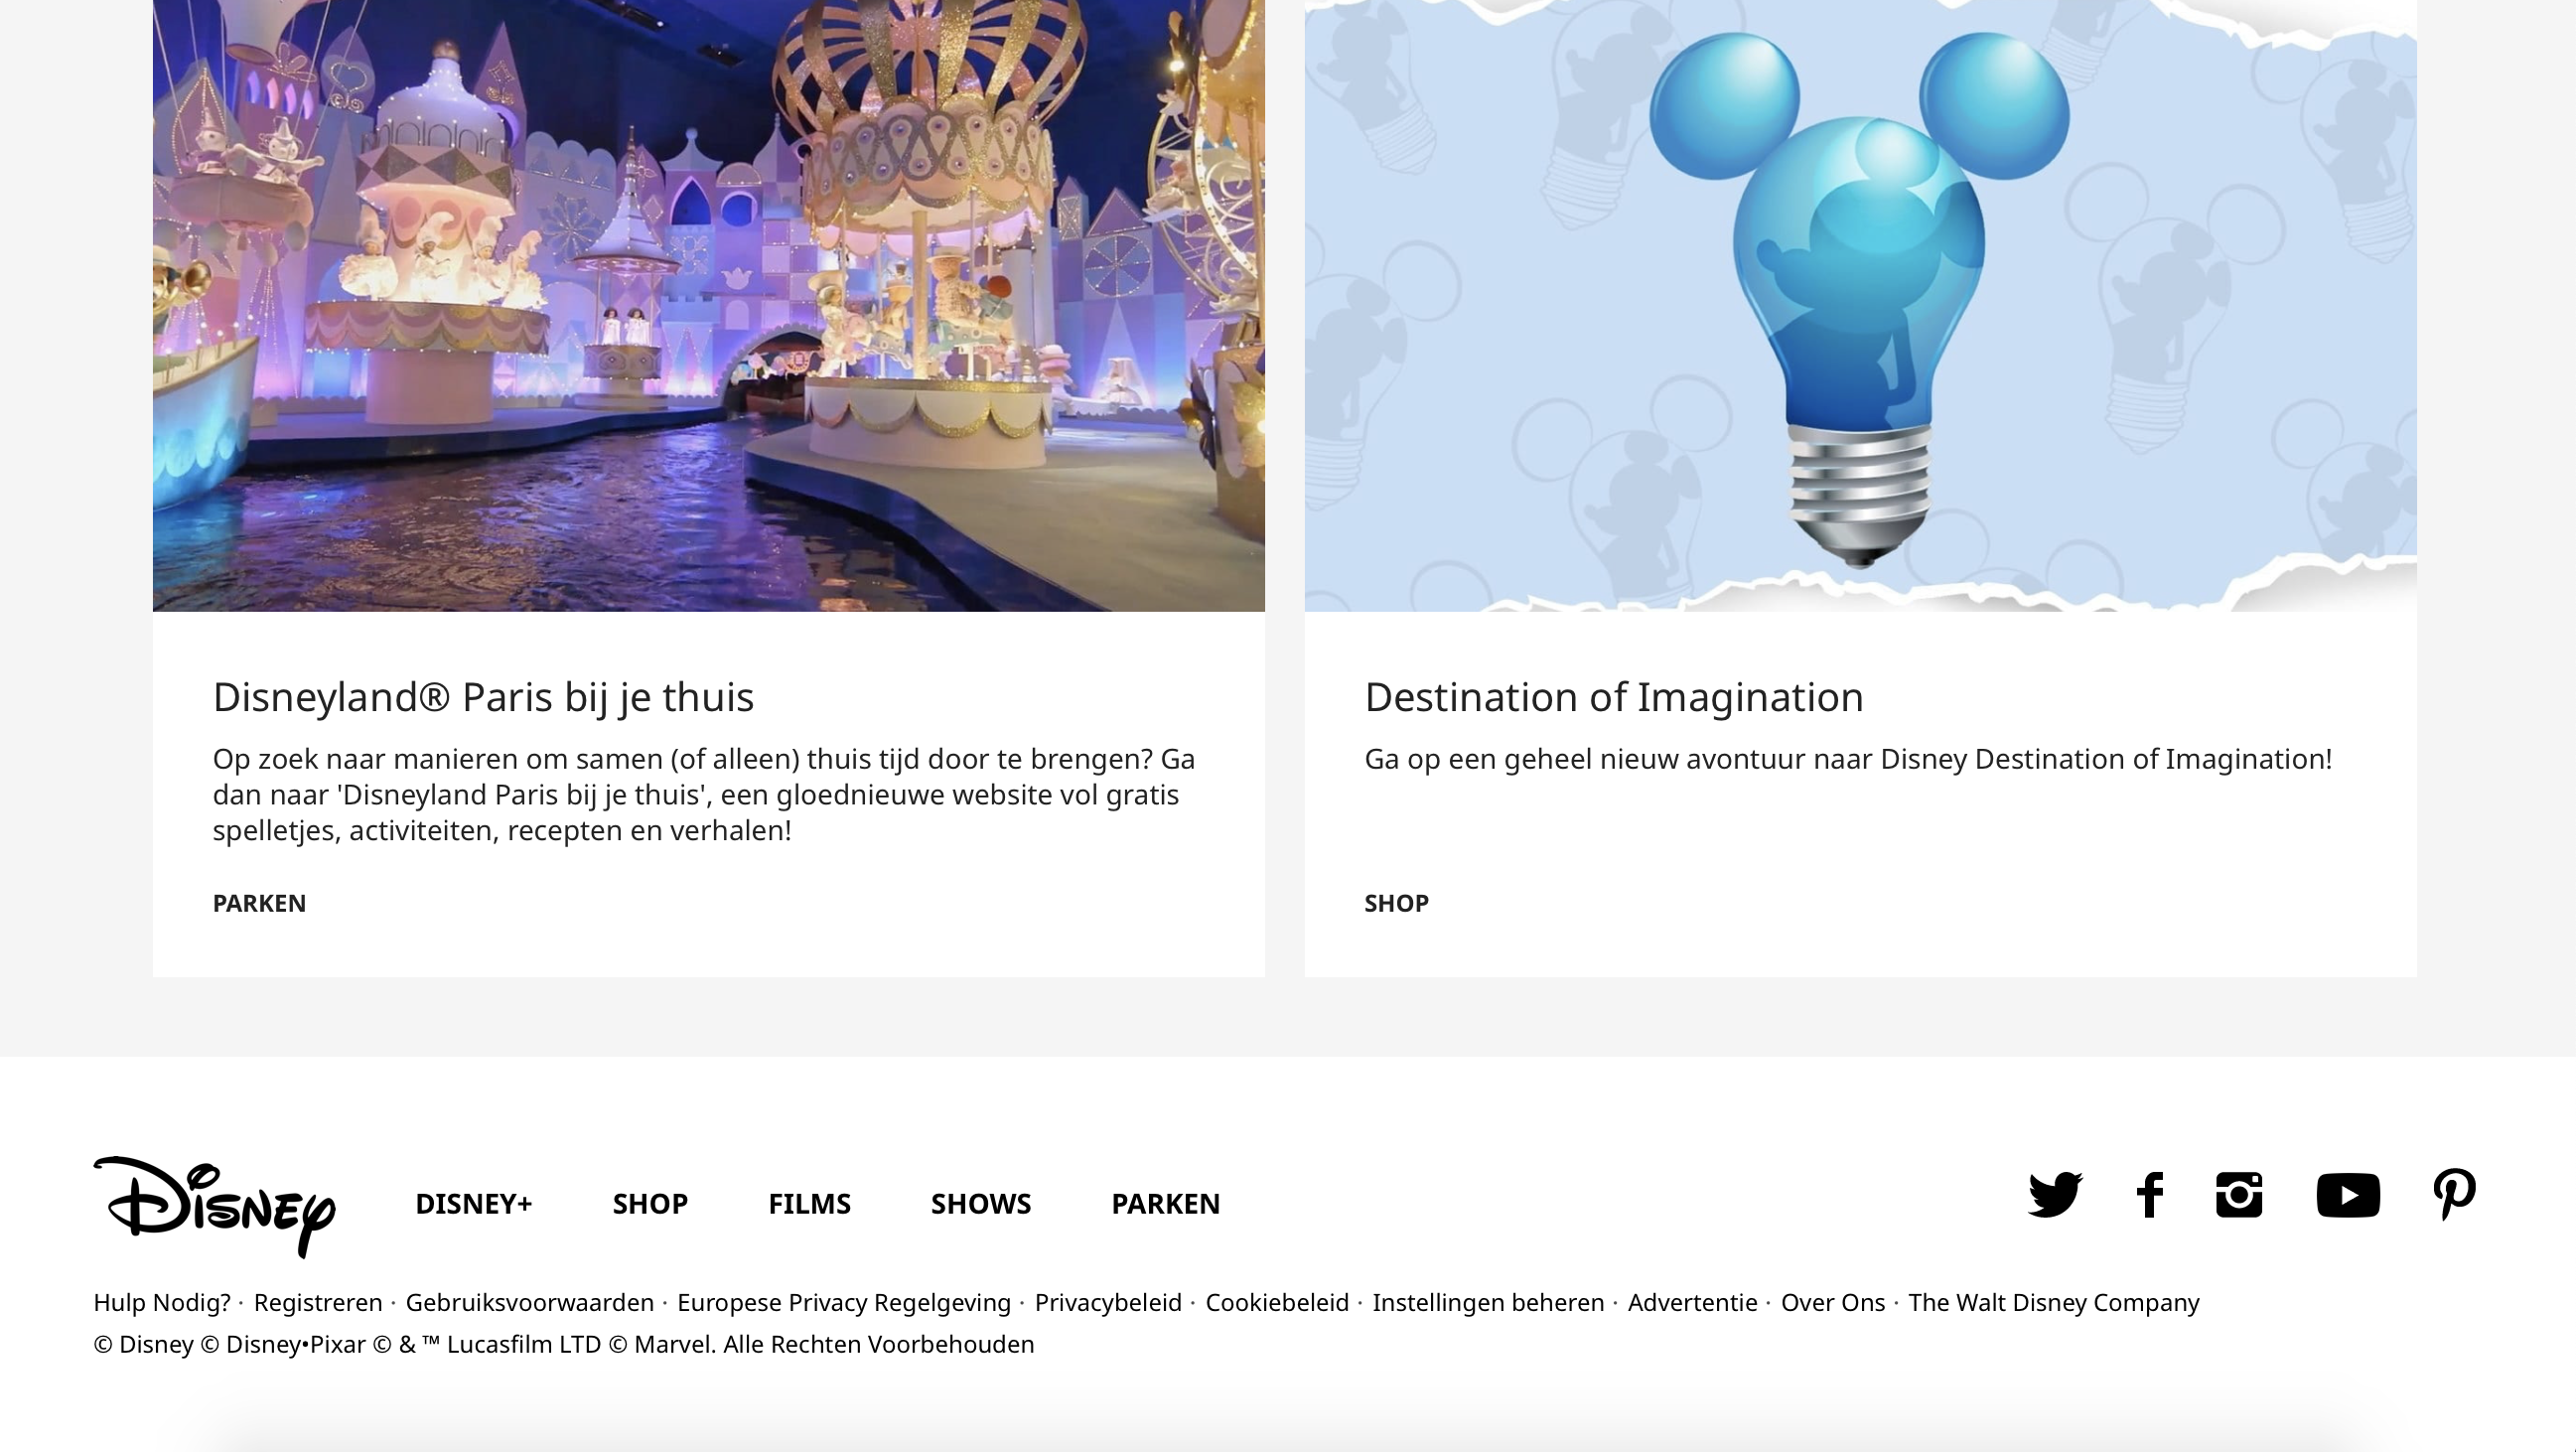 Disneyland® Paris bij je thuis
Op zoek naar manieren om samen (of alleen) thuis tijd door te brengen? Ga
dan naar 'Disneyland Paris bij je thuis', een gloednieuwe website vol gratis
spelletjes, activiteiten, recepten en verhalen!
PARKEN
Destination of Imagination
Ga op een geheel nieuw avontuur naar Disney Destination of Imagination!
SHOP
Disney DISNEY+ SHOP FILMS SHOWS PARKEN
Hulp Nodig? · Registreren · Gebruiksvoorwaarden · Europese Privacy Regelgeving · Privacybeleid · Cookiebeleid · Instellingen beheren · Advertentie · Over Ons · The Walt Disney Company
© Disney © Disney•Pixar © & ™ Lucasfilm LTD © Marvel. Alle Rechten Voorbehouden